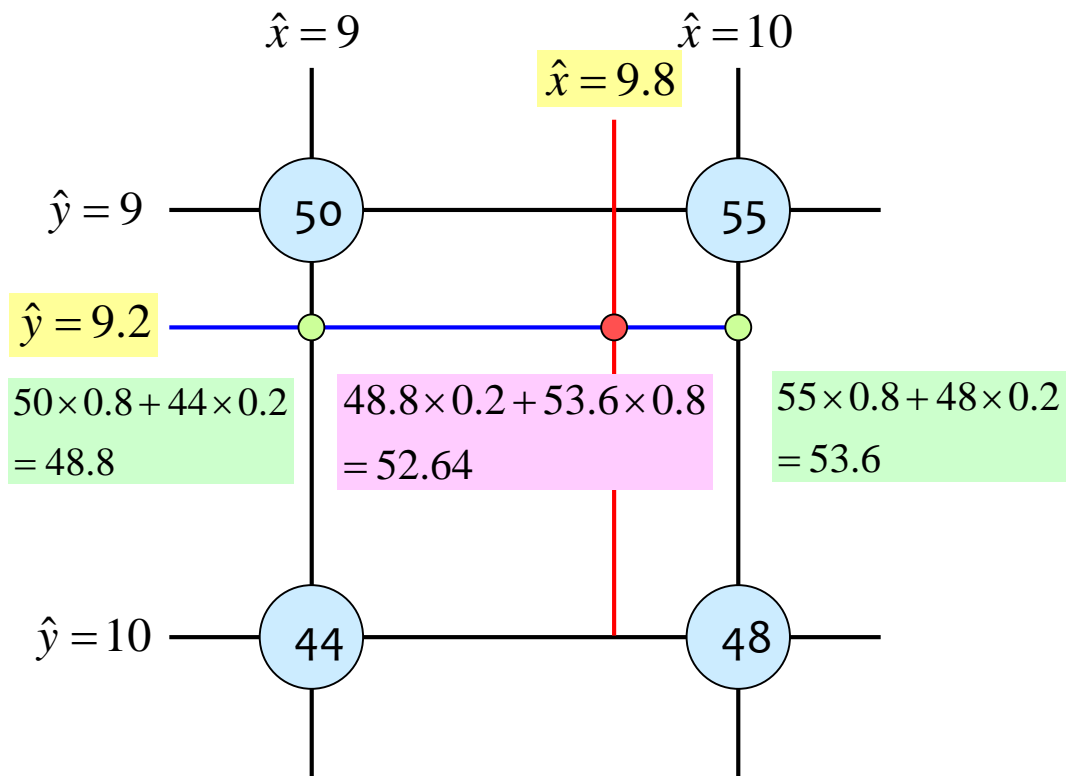 x̂ = 9
x̂ = 10
x̂ = 9.8
ŷ = 9
50
55
ŷ = 9.2
50×0.8+44×0.2
= 48.8
48.8×0.2+53.6×0.8
= 52.64
55×0.8+48×0.2
= 53.6
ŷ = 10
44
48